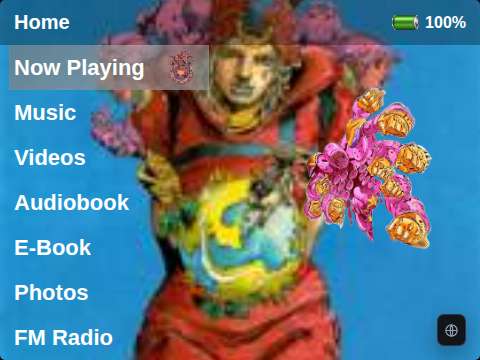 Home
100%
Now Playing
Music
Videos
Audiobook
E-Book
Photos
FM Radio